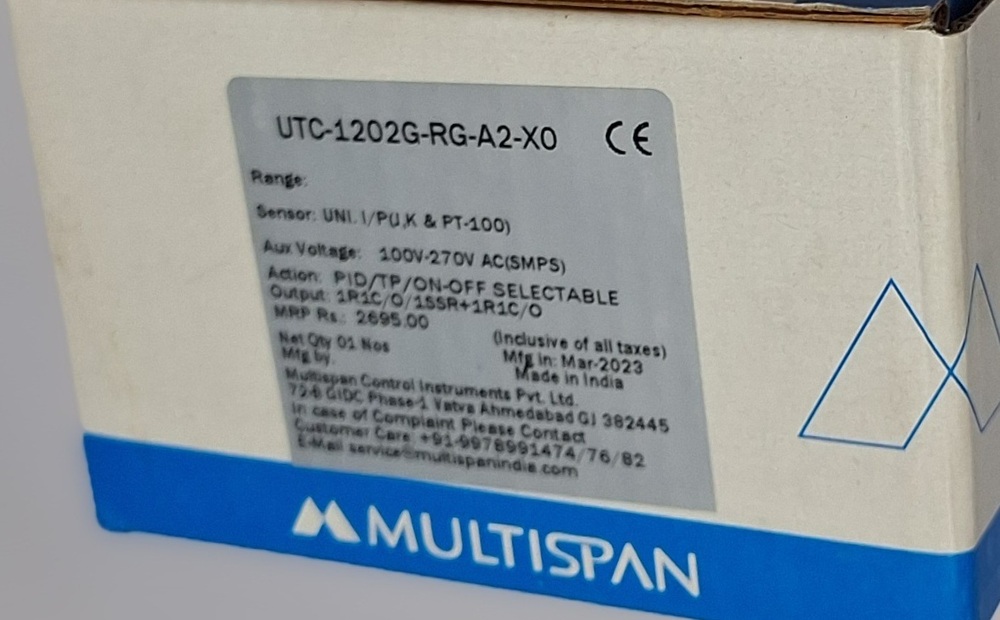 UTC-1202G-RG-A2-X0 CE
Range:
Sensor: UNI. I/P(J,K & PT-100)
Aux Voltage: 100V-270V AC(SMPS)
Action: PID/TP/ON-OFF SELECTABLE
Output: 1R1C/O/1SSR+1R1C/O
MRP Rs.: 2695.00
(Inclusive of all taxes)
Net Qty 01 Nos
Mfg in: Mar-2023
Mfg by.
Made in India
Multispan Control Instruments Pvt. Ltd.
GIDC Phase-1 Vatva Ahmedabad GJ 382445
In case of Complaint Please Contact
Customer Care: +91-9978991474/76/82
E-Mail service@multispanindia.com
MULTISPAN